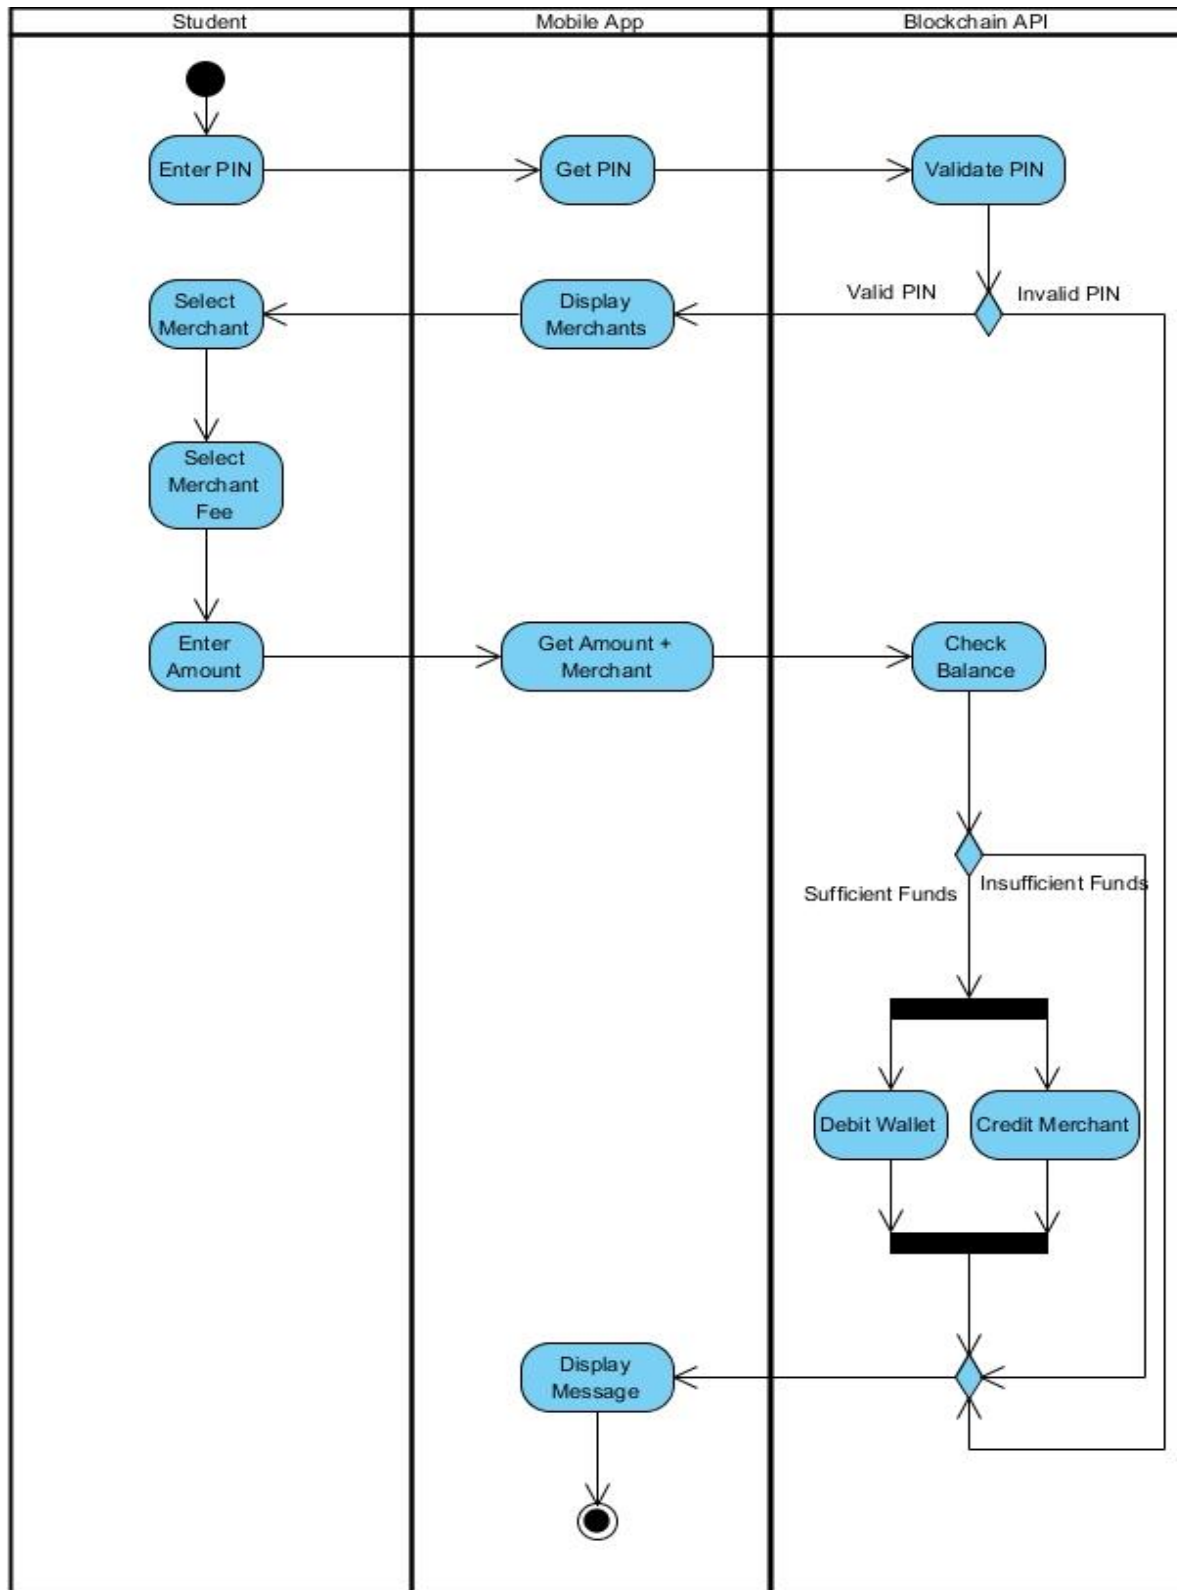 Student
Mobile App
Blockchain API
Enter PIN
Get PIN
Validate PIN
Valid PIN
Invalid PIN
Select
Merchant
Display
Merchants
Select
Merchant
Fee
Enter
Amount
Get Amount +
Merchant
Check
Balance
Sufficient Funds
Insufficient Funds
Debit Wallet
Credit Merchant
Display
Message